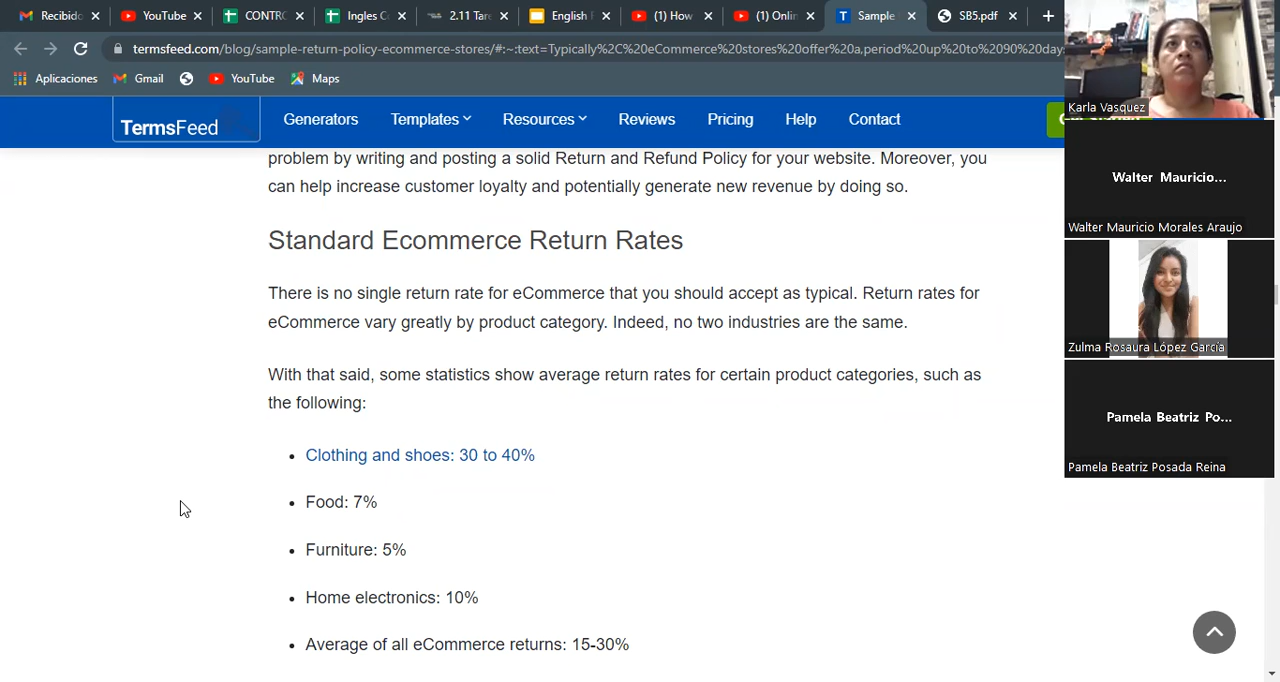 Recibido
YouTube
CONTRO
Ingles C
2.11 Tare
English F
(1) How
(1) Onlin
Sample
SB5.pdf
termsfeed.com/blog/sample-return-policy-ecommerce-stores/#:~:text=Typically%2C%20eCommerce%20stores%20offer%20a,period%20up%20to%2090%20days
Aplicaciones
Gmail
YouTube
Maps
TermsFeed
Generators
Templates
Resources
Reviews
Pricing
Help
Contact
problem by writing and posting a solid Return and Refund Policy for your website. Moreover, you
can help increase customer loyalty and potentially generate new revenue by doing so.
Standard Ecommerce Return Rates
There is no single return rate for eCommerce that you should accept as typical. Return rates for
eCommerce vary greatly by product category. Indeed, no two industries are the same.
With that said, some statistics show average return rates for certain product categories, such as
the following:
• Clothing and shoes: 30 to 40%
• Food: 7%
• Furniture: 5%
• Home electronics: 10%
• Average of all eCommerce returns: 15-30%
Karla Vasquez
Walter Mauricio...
Walter Mauricio Morales Araujo
Zulma Rosaura López García
Pamela Beatriz Po...
Pamela Beatriz Posada Reina